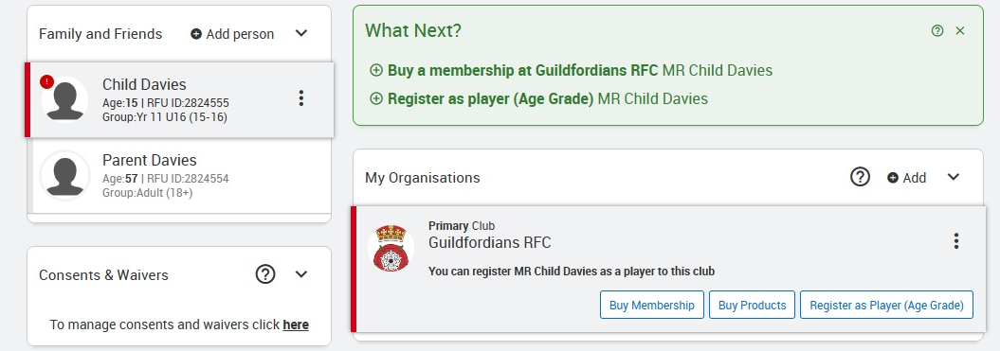 Family and Friends
Add person
Child Davies
Age:15 | RFU ID:2824555
Group:Yr 11 U16 (15-16)
Parent Davies
Age:57 | RFU ID:2824554
Group:Adult (18+)
Consents & Waivers
To manage consents and waivers click here
What Next?
Buy a membership at Guildfordians RFC MR Child Davies
Register as player (Age Grade) MR Child Davies
My Organisations
Add
Primary Club
Guildfordians RFC
You can register MR Child Davies as a player to this club
Buy Membership
Buy Products
Register as Player (Age Grade)